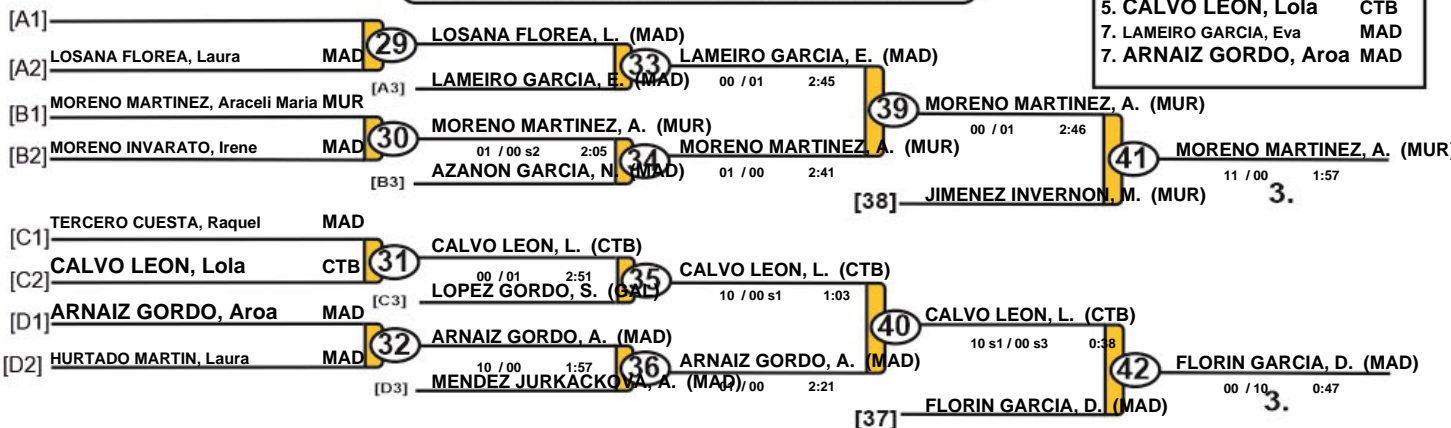 5. CALVO LEON, Lola CTB
7. LAMEIRO GARCIA, Eva MAD
7. ARNAIZ GORDO, Aroa MAD
[A1]
[A2] LOSANA FLOREA, Laura MAD
29
LOSANA FLOREA, L. (MAD)
[A3] LAMEIRO GARCIA, E. (MAD)
33
LAMEIRO GARCIA, E. (MAD)
00 / 01 2:45
[B1] MORENO MARTINEZ, Araceli Maria MUR
[B2] MORENO INVARATO, Irene MAD
30
MORENO MARTINEZ, A. (MUR)
01 / 00 s2 2:05
[B3] AZANON GARCIA, N. (MAD)
34
MORENO MARTINEZ, A. (MUR)
01 / 00 2:41
39
MORENO MARTINEZ, A. (MUR)
00 / 01 2:46
[38] JIMENEZ INVERNON, M. (MUR)
41
MORENO MARTINEZ, A. (MUR)
11 / 00 1:57
3.
[C1] TERCERO CUESTA, Raquel MAD
[C2] CALVO LEON, Lola CTB
31
CALVO LEON, L. (CTB)
00 / 01 2:51
[C3] LOPEZ GORDO, S. (GAL)
35
CALVO LEON, L. (CTB)
10 / 00 s1 1:03
[D1] ARNAIZ GORDO, Aroa MAD
[D2] HURTADO MARTIN, Laura MAD
32
ARNAIZ GORDO, A. (MAD)
10 / 00 1:57
[D3] MENDEZ JURKACKOVA, A. (MAD)
36
ARNAIZ GORDO, A. (MAD)
01 / 00 2:21
40
CALVO LEON, L. (CTB)
10 s1 / 00 s3 0:38
[37] FLORIN GARCIA, D. (MAD)
42
FLORIN GARCIA, D. (MAD)
00 / 10 0:47
3.